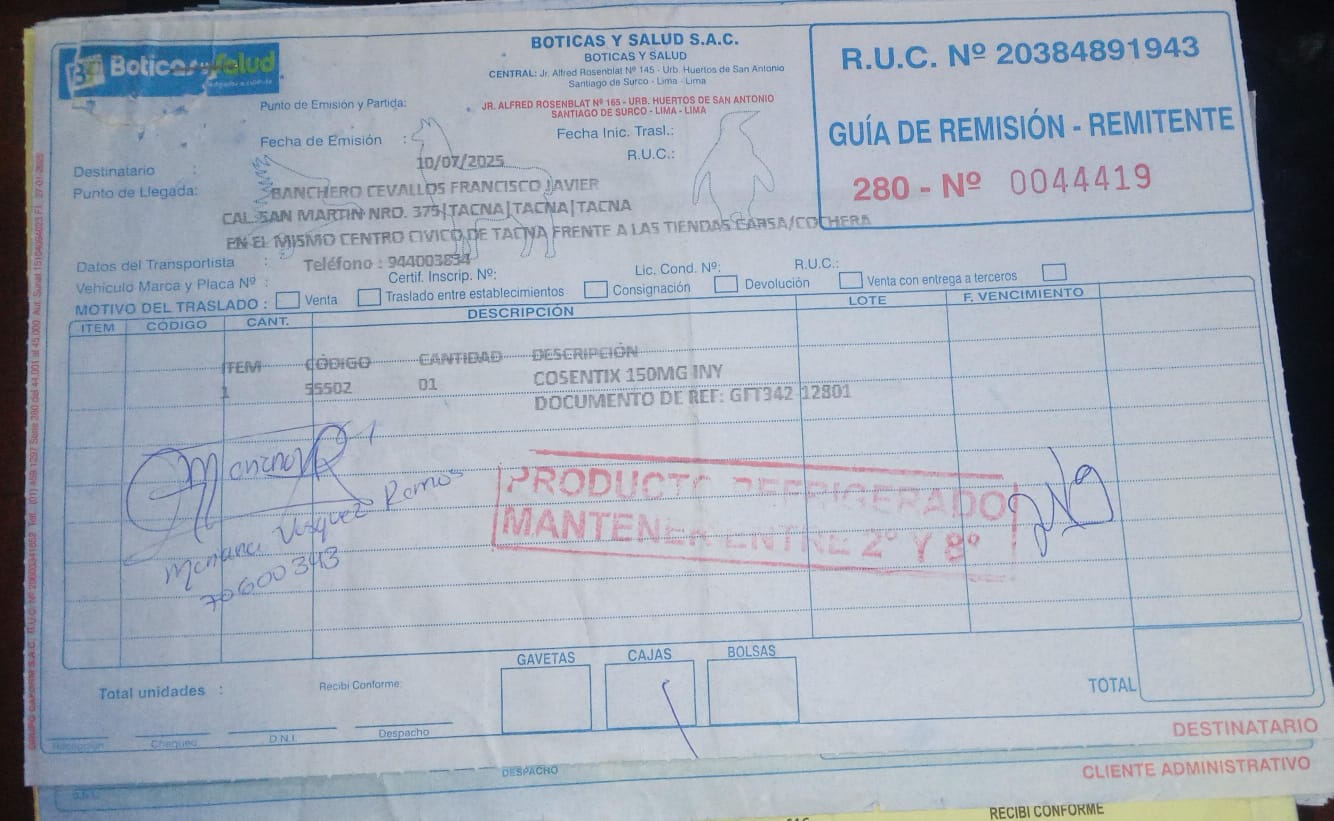 Boticas y Salud
BOTICAS Y SALUD S.A.C.
BOTICAS Y SALUD
CENTRAL: Jr. Alfred Rosenblat Nº 145 - Urb. Huertos de San Antonio
Santiago de Surco - Lima - Lima
R.U.C. Nº 20384891943
GUÍA DE REMISIÓN - REMITENTE
280 - Nº 0044419
Punto de Emisión y Partida:
JR. ALFRED ROSENBLAT Nº 165 - URB. HUERTOS DE SAN ANTONIO
SANTIAGO DE SURCO - LIMA - LIMA
Fecha de Emisión :
Fecha Inic. Trasl.:
10/07/2025
R.U.C.:
Destinatario :
Punto de Llegada:
BANCHERO CEVALLOS FRANCISCO JAVIER
CAL. SAN MARTIN NRO. 375|TACNA|TACNA|TACNA
EN EL MISMO CENTRO CIVICO DE TACNA FRENTE A LAS TIENDAS CARSA/COCHERA
Datos del Transportista :
Teléfono : 944003834
Vehículo Marca y Placa Nº :
Certif. Inscrip. Nº:
Lic. Cond. Nº:
R.U.C.:
MOTIVO DEL TRASLADO : Venta Traslado entre establecimientos Consignación Devolución Venta con entrega a terceros
ITEM CÓDIGO CANT. DESCRIPCIÓN LOTE F. VENCIMIENTO
ITEM CÓDIGO CANTIDAD DESCRIPCIÓN
1 55502 01 COSENTIX 150MG INY
DOCUMENTO DE REF: GFT342 12801
PRODUCTO REFRIGERADO
MANTENER ENTRE 2º Y 8º
Vasquez Ramos
70600343
GAVETAS CAJAS BOLSAS
Total unidades :
Recibi Conforme:
TOTAL
Recepción Chequeo D.N.I. Despacho
DESTINATARIO
DESPACHO
CLIENTE ADMINISTRATIVO
RECIBI CONFORME